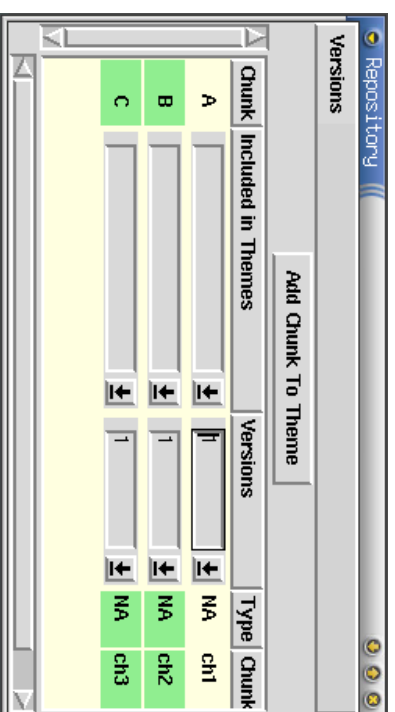 Repository
Versions
Add Chunk To Theme
Chunk Included in Themes Versions Type Chunk
A 1 NA ch1
B 1 NA ch2
C 1 NA ch3